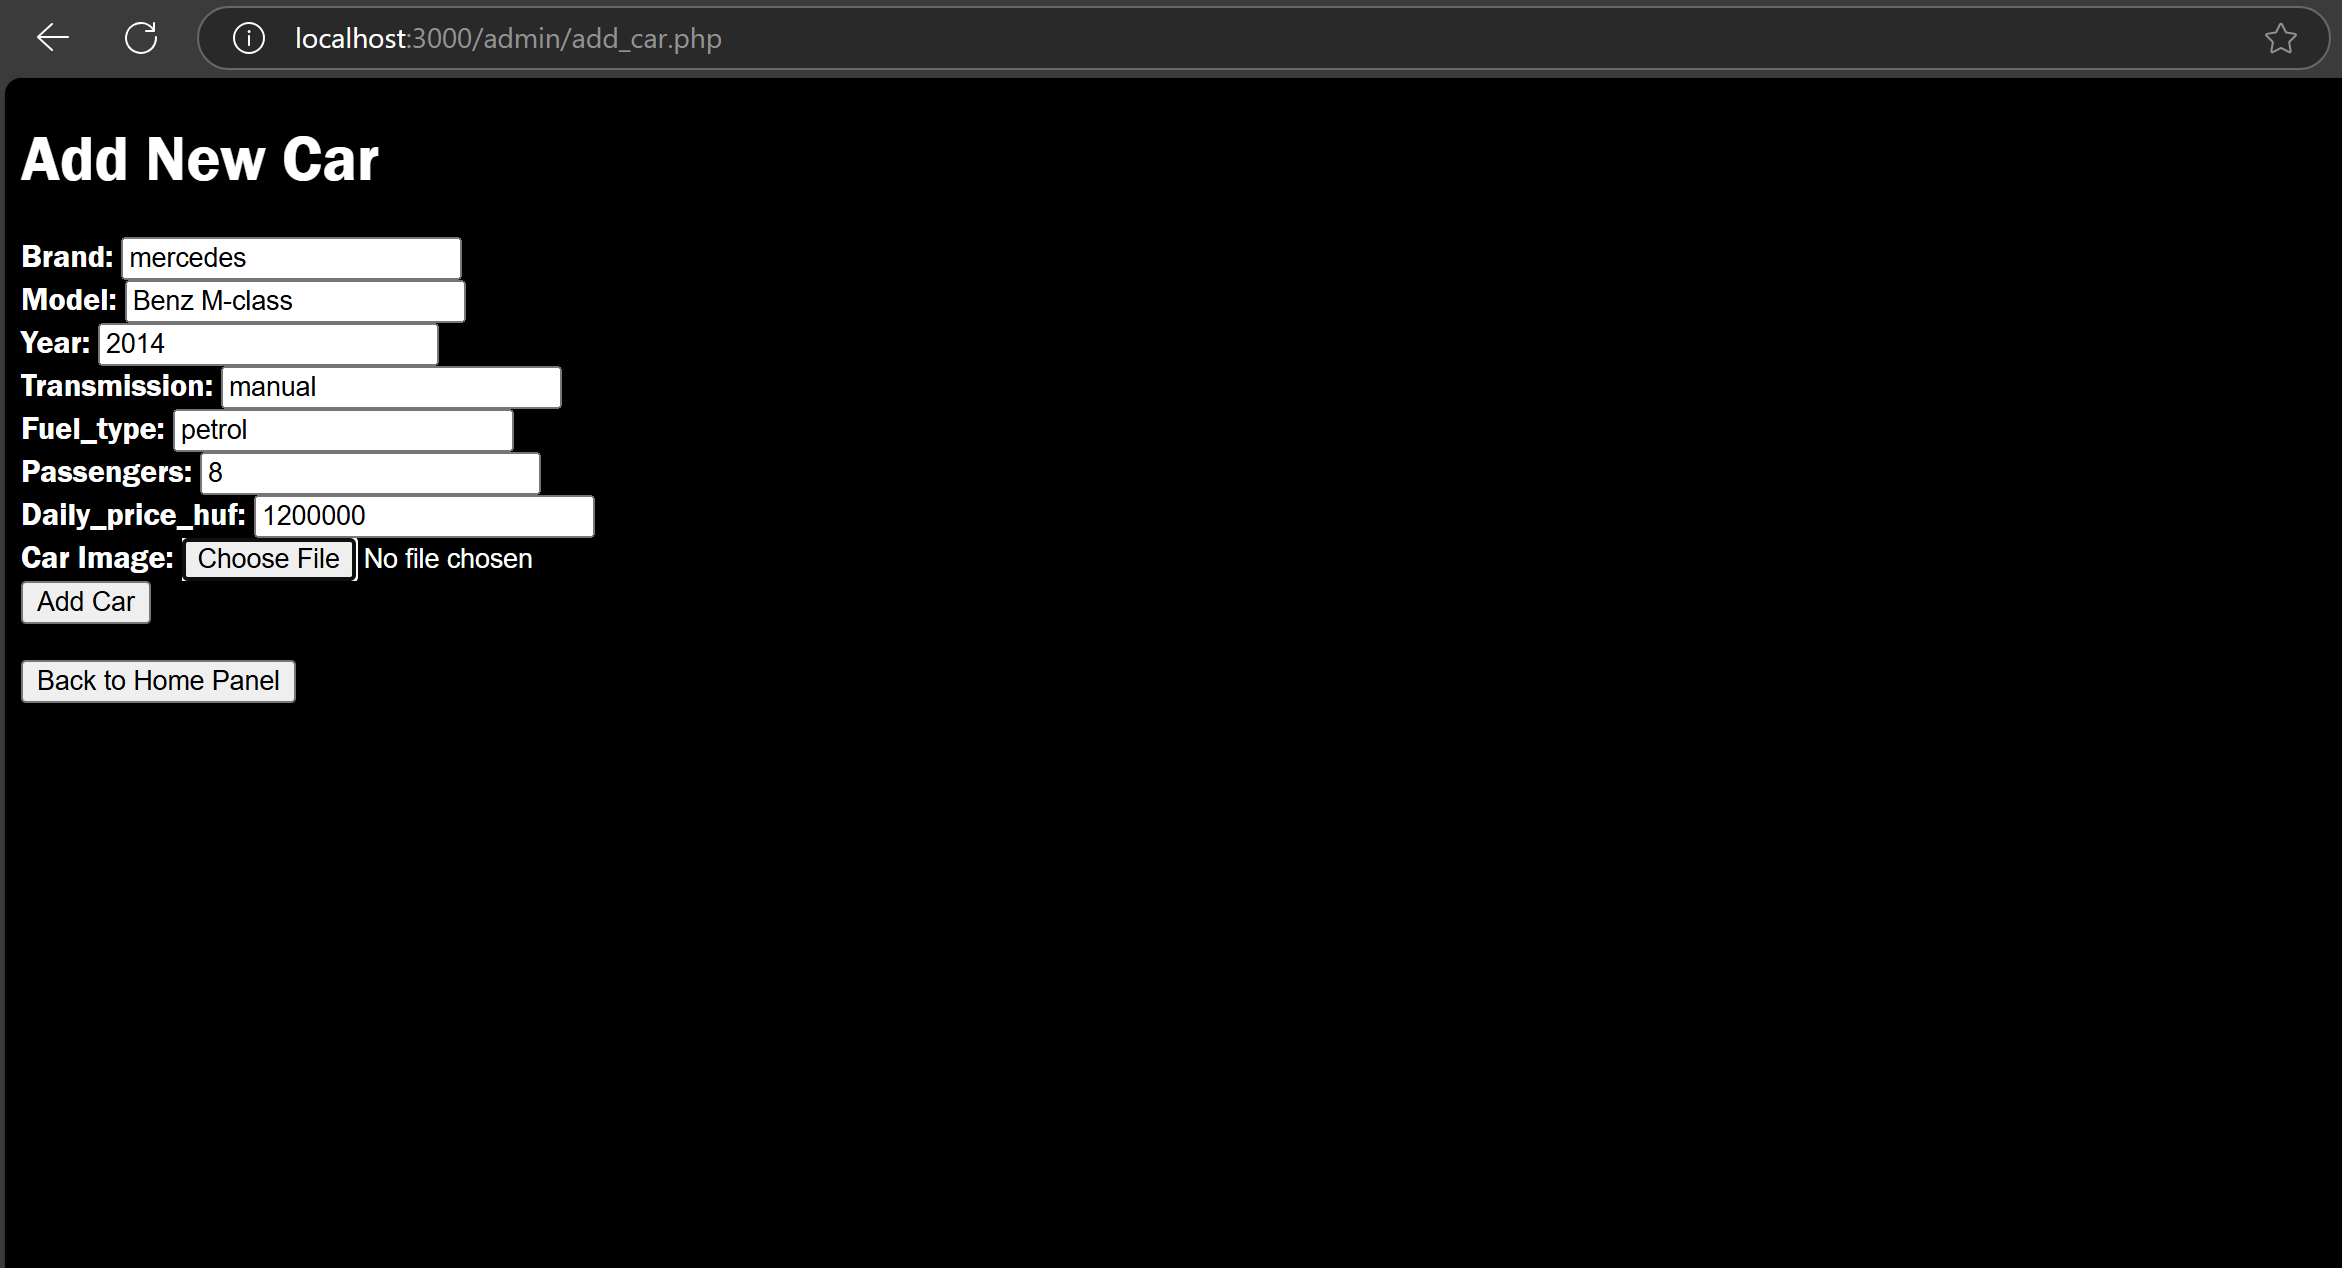 localhost:3000/admin/add_car.php
Add New Car
Brand: mercedes
Model: Benz M-class
Year: 2014
Transmission: manual
Fuel_type: petrol
Passengers: 8
Daily_price_huf: 1200000
Car Image: Choose File No file chosen
Add Car
Back to Home Panel